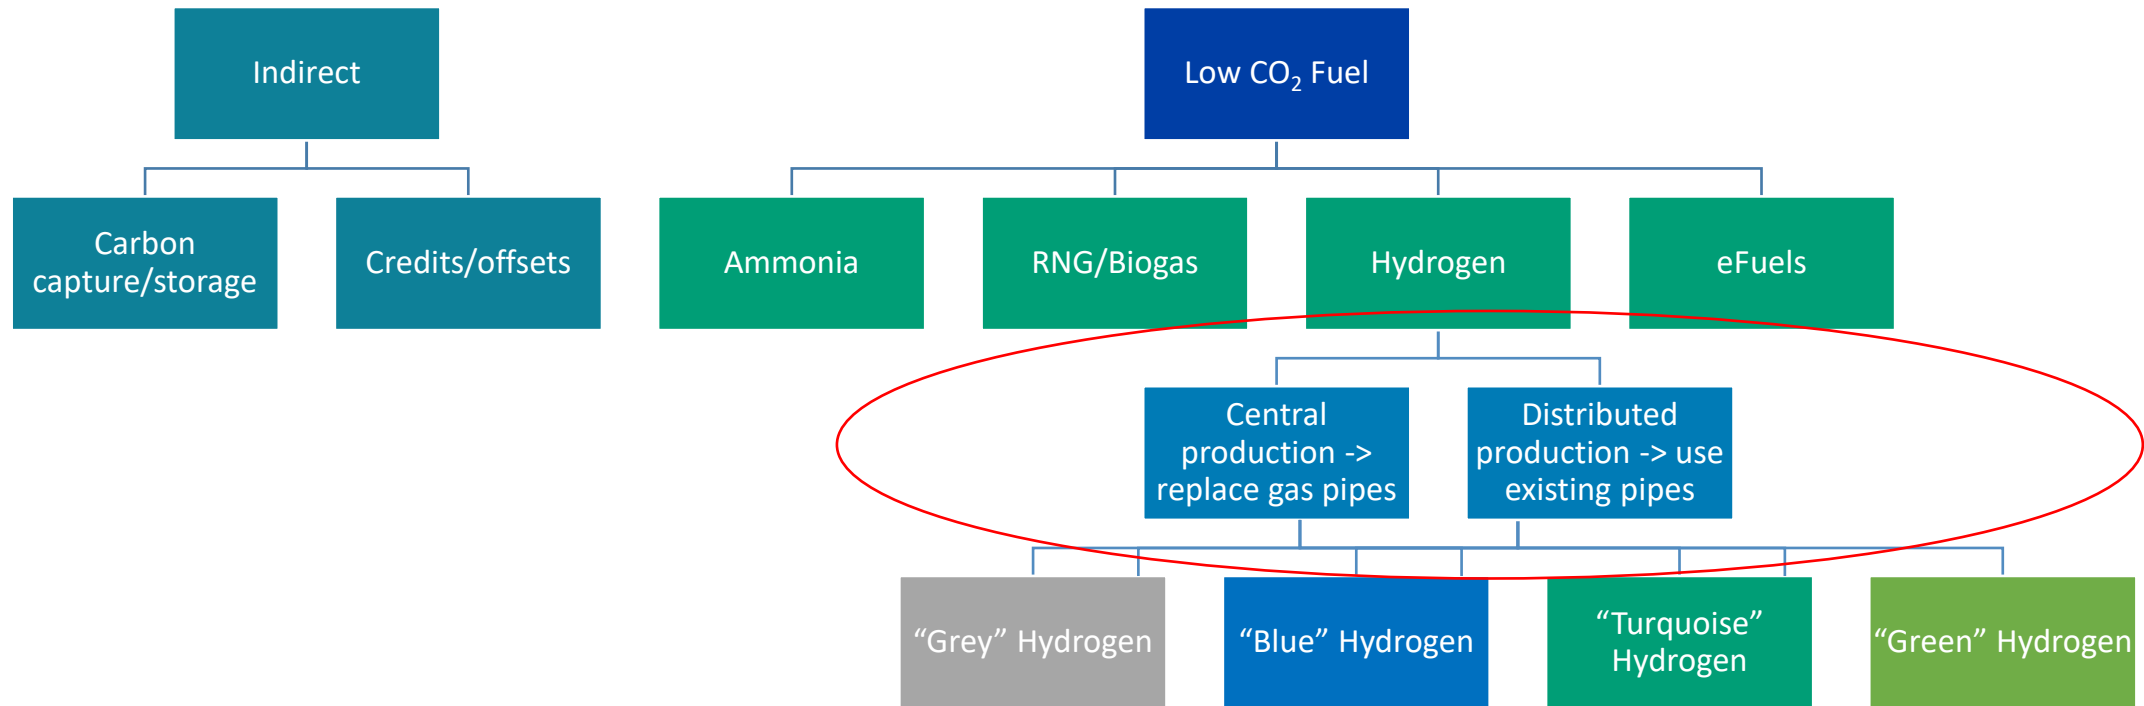 Indirect
Low CO₂ Fuel
Carbon
capture/storage
Credits/offsets
Ammonia
RNG/Biogas
Hydrogen
eFuels
Central
production ->
replace gas pipes
Distributed
production -> use
existing pipes
“Grey” Hydrogen
“Blue” Hydrogen
“Turquoise”
Hydrogen
“Green” Hydrogen